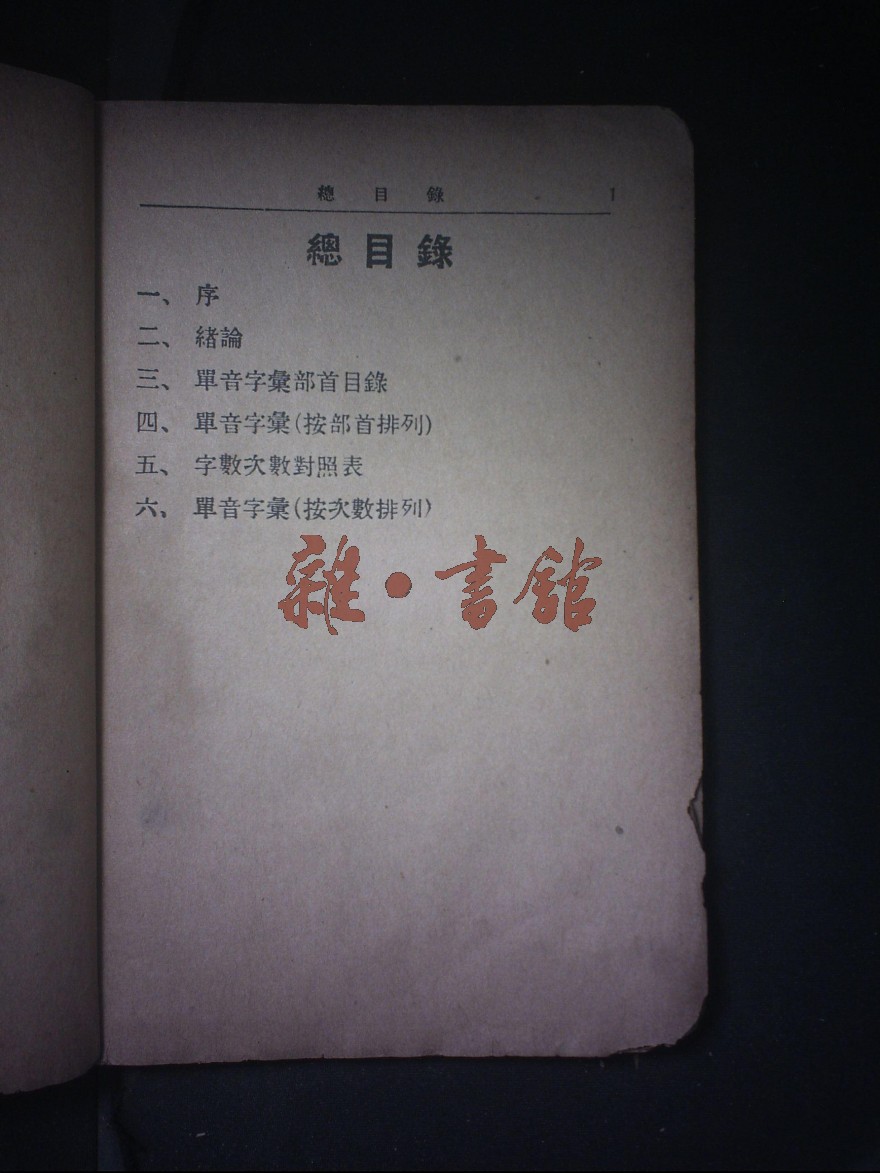 總目錄 1
總目錄
一、序
二、緒論
三、單音字彙部首目錄
四、單音字彙(按部首排列)
五、字數次數對照表
六、單音字彙(按次數排列)
雜·書館